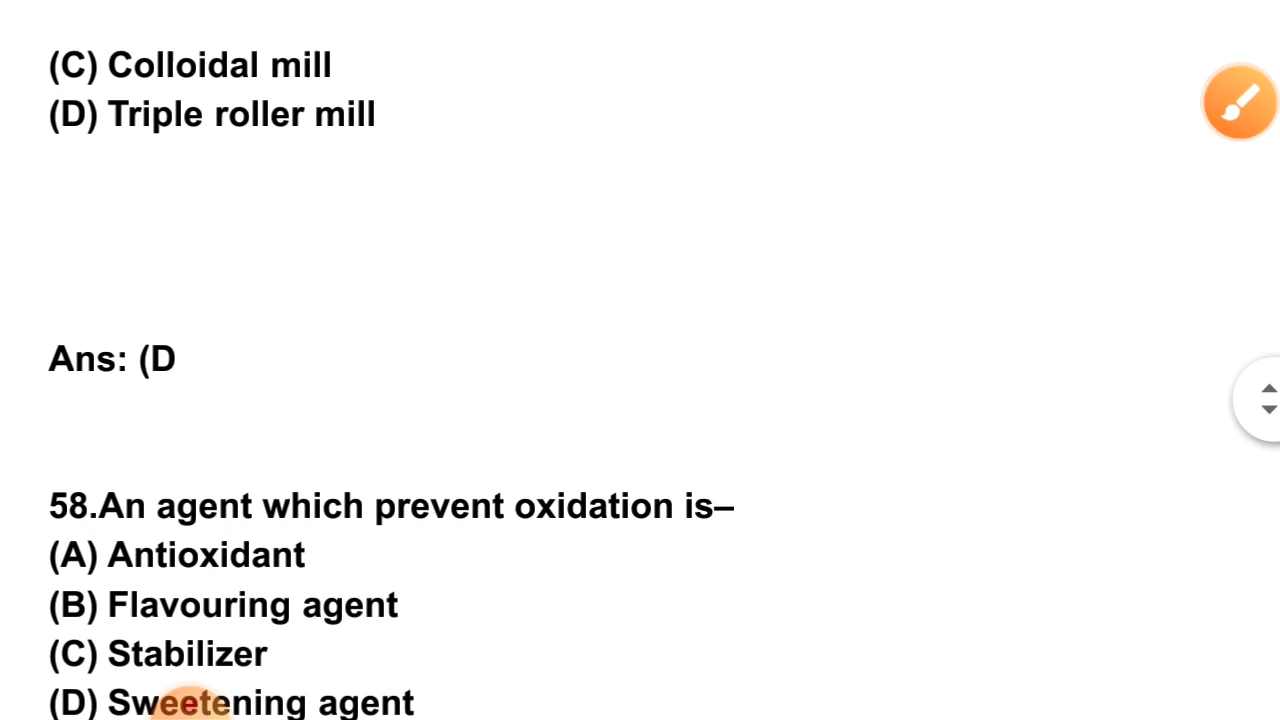 (C) Colloidal mill
(D) Triple roller mill
Ans: (D
58.An agent which prevent oxidation is–
(A) Antioxidant
(B) Flavouring agent
(C) Stabilizer
(D) Sweetening agent